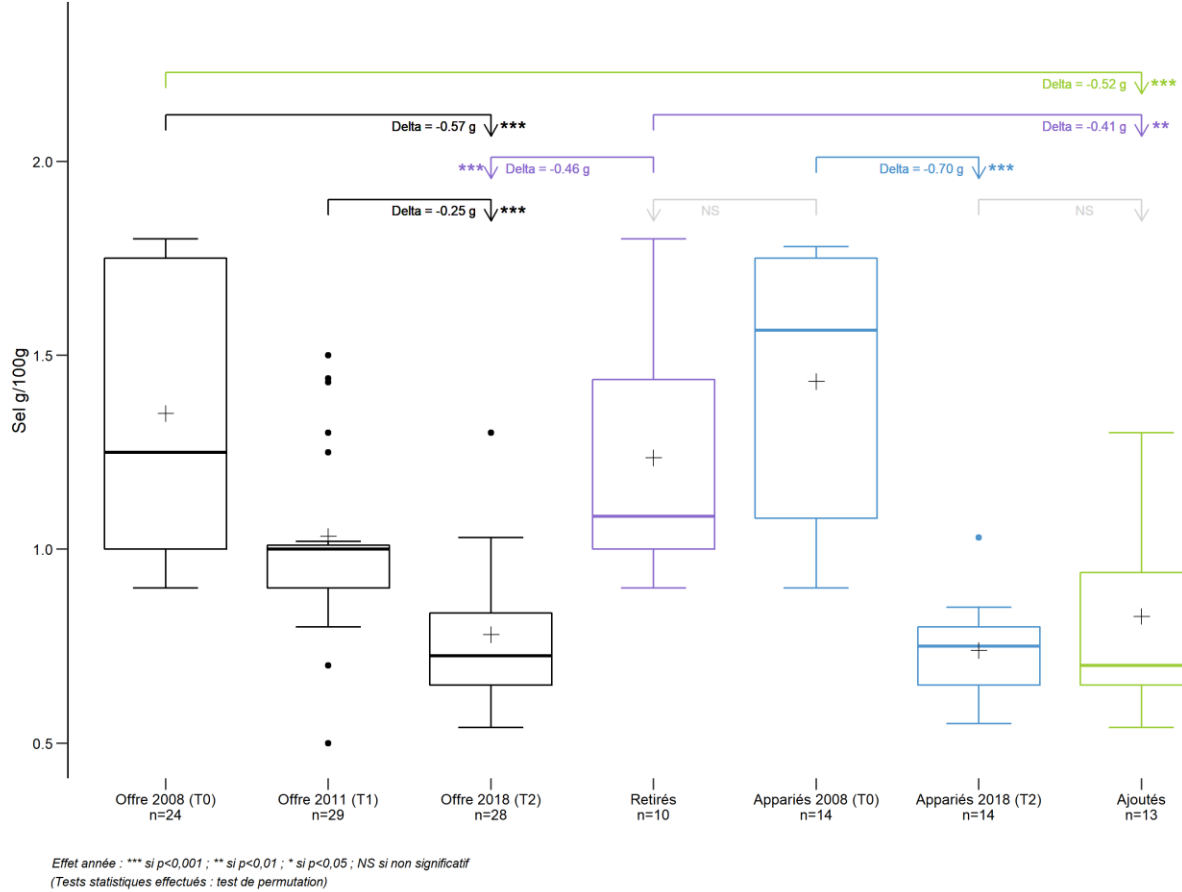 Delta = -0.52 g ***
Delta = -0.57 g *** Delta = -0.41 g **
2.0 *** Delta = -0.46 g Delta = -0.70 g ***
Delta = -0.25 g *** NS NS
1.5
Sel g/100g
1.0
0.5
Offre 2008 (T0) Offre 2011 (T1) Offre 2018 (T2) Retirés Appariés 2008 (T0) Appariés 2018 (T2) Ajoutés
n=24 n=29 n=28 n=10 n=14 n=14 n=13
Effet année : *** si p<0,001 ; ** si p<0,01 ; * si p<0,05 ; NS si non significatif
(Tests statistiques effectués : test de permutation)